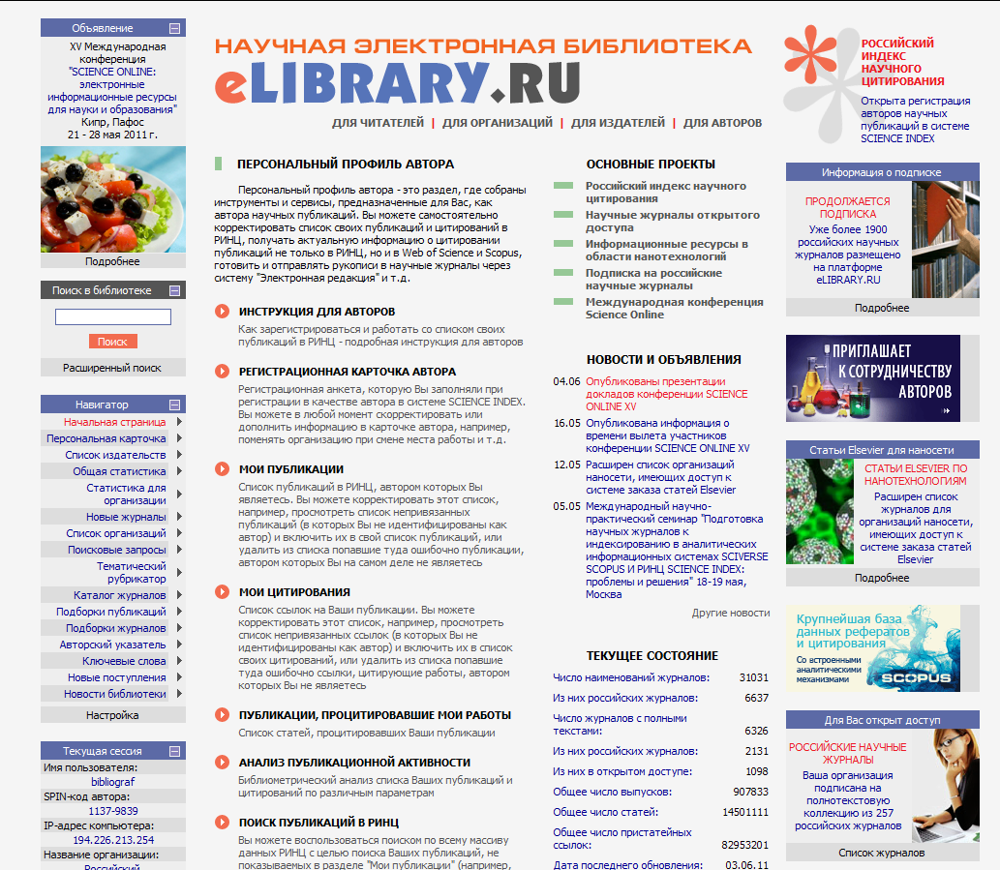 Объявление
XV Международная
конференция
"SCIENCE ONLINE:
электронные
информационные ресурсы
для науки и образования"
Кипр, Пафос
21 - 28 мая 2011 г.
Подробнее
Поиск в библиотеке
Поиск
Расширенный поиск
Навигатор
Начальная страница
Персональная карточка
Список издательств
Общая статистика
Статистика для
организации
Новые журналы
Список организаций
Поисковые запросы
Тематический
рубрикатор
Каталог журналов
Подборки публикаций
Подборки журналов
Авторский указатель
Ключевые слова
Новые поступления
Новости библиотеки
Настройка
Текущая сессия
Имя пользователя:
bibliograf
SPIN-код автора:
1137-9839
IP-адрес компьютера:
194.226.213.254
Название организации:
Российский
НАУЧНАЯ ЭЛЕКТРОННАЯ БИБЛИОТЕКА
eLIBRARY.RU
ДЛЯ ЧИТАТЕЛЕЙ | ДЛЯ ОРГАНИЗАЦИЙ | ДЛЯ ИЗДАТЕЛЕЙ | ДЛЯ АВТОРОВ
ПЕРСОНАЛЬНЫЙ ПРОФИЛЬ АВТОРА
Персональный профиль автора - это раздел, где собраны
инструменты и сервисы, предназначенные для Вас, как
автора научных публикаций. Вы можете самостоятельно
корректировать список своих публикаций и цитирований в
РИНЦ, получать актуальную информацию о цитировании
публикаций не только в РИНЦ, но и в Web of Science и Scopus,
готовить и отправлять рукописи в научные журналы через
систему "Электронная редакция" и т.д.
ИНСТРУКЦИЯ ДЛЯ АВТОРОВ
Как зарегистрироваться и работать со списком своих
публикаций в РИНЦ - подробная инструкция для авторов
РЕГИСТРАЦИОННАЯ КАРТОЧКА АВТОРА
Регистрационная анкета, которую Вы заполняли при
регистрации в качестве автора в системе SCIENCE INDEX.
Вы можете в любой момент скорректировать или
дополнить информацию в карточке автора, например,
поменять организацию при смене места работы и т.д.
МОИ ПУБЛИКАЦИИ
Список публикаций в РИНЦ, автором которых Вы
являетесь. Вы можете корректировать этот список,
например, просмотреть список непривязанных
публикаций (в которых Вы не идентифицированы как
автор) и включить их в свой список публикаций, или
удалить из списка попавшие туда ошибочно публикации,
автором которых Вы на самом деле не являетесь
МОИ ЦИТИРОВАНИЯ
Список ссылок на Ваши публикации. Вы можете
корректировать этот список, например, просмотреть
список непривязанных ссылок (в которых Вы не
идентифицированы как автор) и включить их в список
своих цитирований, или удалить из списка попавшие
туда ошибочно ссылки, цитирующие работы, автором
которых Вы не являетесь
ПУБЛИКАЦИИ, ПРОЦИТИРОВАВШИЕ МОИ РАБОТЫ
Список статей, процитировавших Ваши публикации
АНАЛИЗ ПУБЛИКАЦИОННОЙ АКТИВНОСТИ
Библиометрический анализ списка Ваших публикаций и
цитирований по различным параметрам
ПОИСК ПУБЛИКАЦИЙ В РИНЦ
Вы можете воспользоваться поиском по всему массиву
данных РИНЦ с целью поиска Ваших публикаций, не
показываемых в разделе "Мои публикации" (например,
ОСНОВНЫЕ ПРОЕКТЫ
Российский индекс научного
цитирования
Научные журналы открытого
доступа
Информационные ресурсы в
области нанотехнологий
Подписка на российские
научные журналы
Международная конференция
Science Online
НОВОСТИ И ОБЪЯВЛЕНИЯ
04.06 Опубликованы презентации
докладов конференции SCIENCE
ONLINE XV
16.05 Опубликована информация о
времени вылета участников
конференции SCIENCE ONLINE XV
12.05 Расширен список организаций
наносети, имеющих доступ к
системе заказа статей Elsevier
05.05 Международный научно-
практический семинар "Подготовка
научных журналов к
индексированию в аналитических
информационных системах SCIVERSE
SCOPUS И РИНЦ SCIENCE INDEX:
проблемы и решения" 18-19 мая,
Москва
Другие новости
ТЕКУЩЕЕ СОСТОЯНИЕ
Число наименований журналов: 31031
Из них российских журналов: 6637
Число журналов с полными
текстами: 6326
Из них российских журналов: 2131
Из них в открытом доступе: 1098
Общее число выпусков: 907833
Общее число статей: 14501111
Общее число пристатейных
ссылок: 82953201
Дата последнего обновления: 03.06.11
РОССИЙСКИЙ
ИНДЕКС
НАУЧНОГО
ЦИТИРОВАНИЯ
Открыта регистрация
авторов научных
публикаций в системе
SCIENCE INDEX
Информация о подписке
ПРОДОЛЖАЕТСЯ
ПОДПИСКА
Уже более 1900
российских научных
журналов размещено
на платформе
eLIBRARY.RU
Подробнее
ПРИГЛАШАЕТ
К СОТРУДНИЧЕСТВУ
АВТОРОВ
Статьи Elsevier для наносети
СТАТЬИ ELSEVIER ПО
НАНОТЕХНОЛОГИЯМ
Расширен список
журналов для
организаций наносети,
имеющих доступ к
системе заказа статей
Elsevier
Подробнее
Крупнейшая база
данных рефератов
и цитирования
Со встроенными
аналитическими
механизмами
SCOPUS
Для Вас открыт доступ
РОССИЙСКИЕ НАУЧНЫЕ
ЖУРНАЛЫ
Ваша организация
подписана на
полнотекстовую
коллекцию из 257
российских журналов
Список журналов